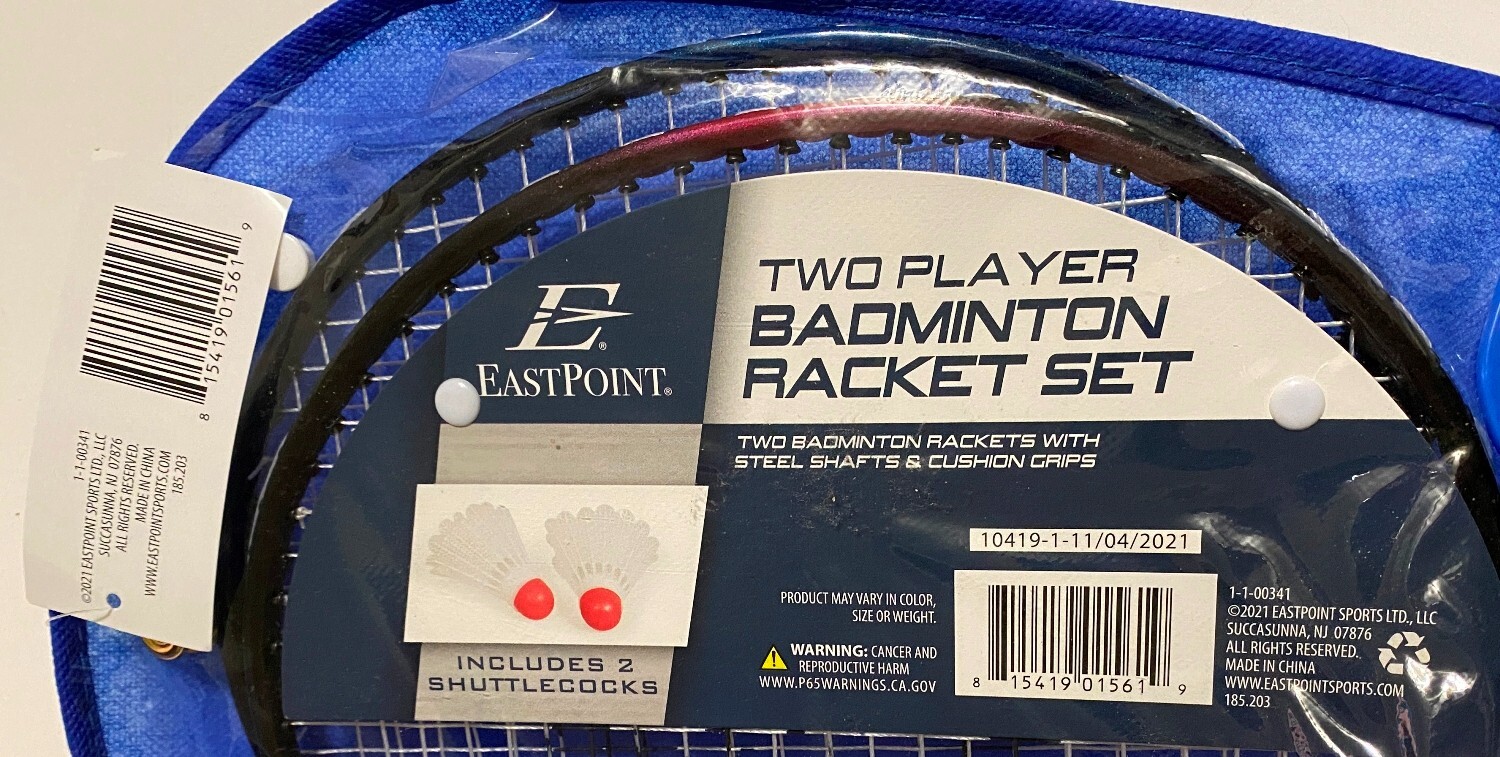 8 15419 01561 9
1-1-00341
©2021 EASTPOINT SPORTS LTD., LLC
SUCCASUNNA, NJ 07876
ALL RIGHTS RESERVED.
MADE IN CHINA
WWW.EASTPOINTSPORTS.COM
185.203
E®
EASTPOINT®
TWO PLAYER
BADMINTON
RACKET SET
TWO BADMINTON RACKETS WITH
STEEL SHAFTS & CUSHION GRIPS
INCLUDES 2
SHUTTLECOCKS
10419-1-11/04/2021
PRODUCT MAY VARY IN COLOR,
SIZE OR WEIGHT.
WARNING: CANCER AND
REPRODUCTIVE HARM
WWW.P65WARNINGS.CA.GOV
8 15419 01561 9
1-1-00341
©2021 EASTPOINT SPORTS LTD., LLC
SUCCASUNNA, NJ 07876
ALL RIGHTS RESERVED.
MADE IN CHINA
WWW.EASTPOINTSPORTS.COM
185.203